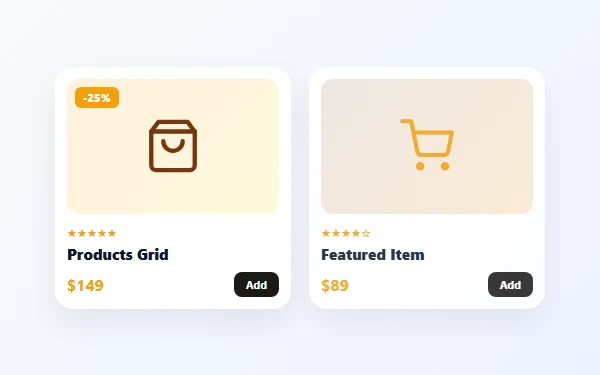 -25%
★★★★★
Products Grid
$149
Add
★★★★☆
Featured Item
$89
Add